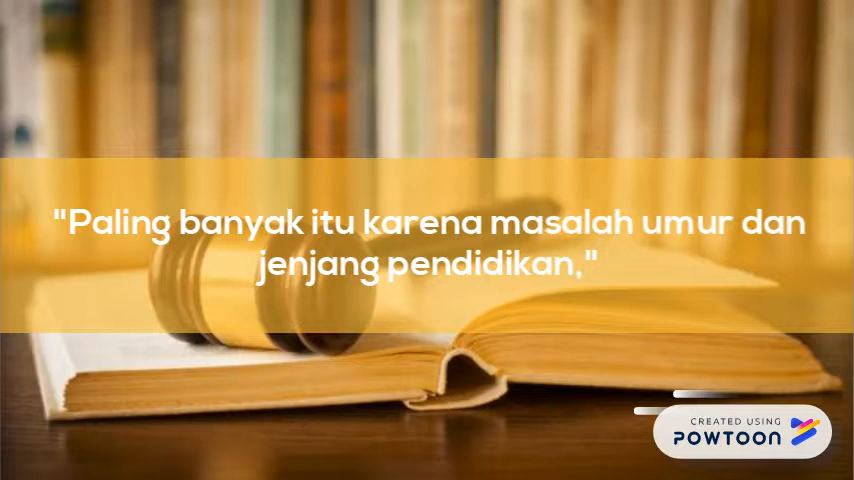 "Paling banyak itu karena masalah umur dan
jenjang pendidikan,"
CREATED USING
POWTOON